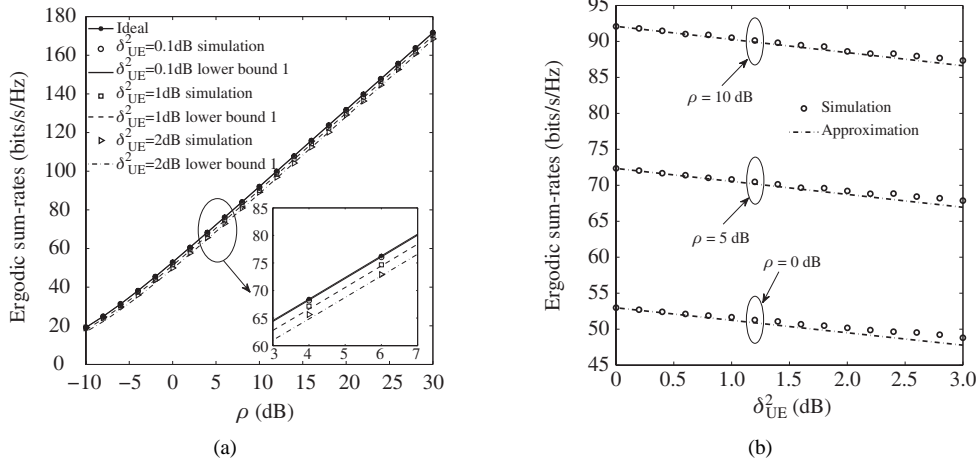 Ergodic sum-rates (bits/s/Hz)
180
160
140
120
100
80
60
40
20
0
Ideal
δ²UE=0.1dB simulation
δ²UE=0.1dB lower bound 1
δ²UE=1dB simulation
δ²UE=1dB lower bound 1
δ²UE=2dB simulation
δ²UE=2dB lower bound 1
85
80
75
70
65
60
3 4 5 6 7
−10 −5 0 5 10 15 20 25 30
ρ (dB)
(a)
Ergodic sum-rates (bits/s/Hz)
95
90
85
80
75
70
65
60
55
50
45
ρ = 10 dB
Simulation
Approximation
ρ = 5 dB
ρ = 0 dB
0 0.5 1.0 1.5 2.0 2.5 3.0
δ²UE (dB)
(b)